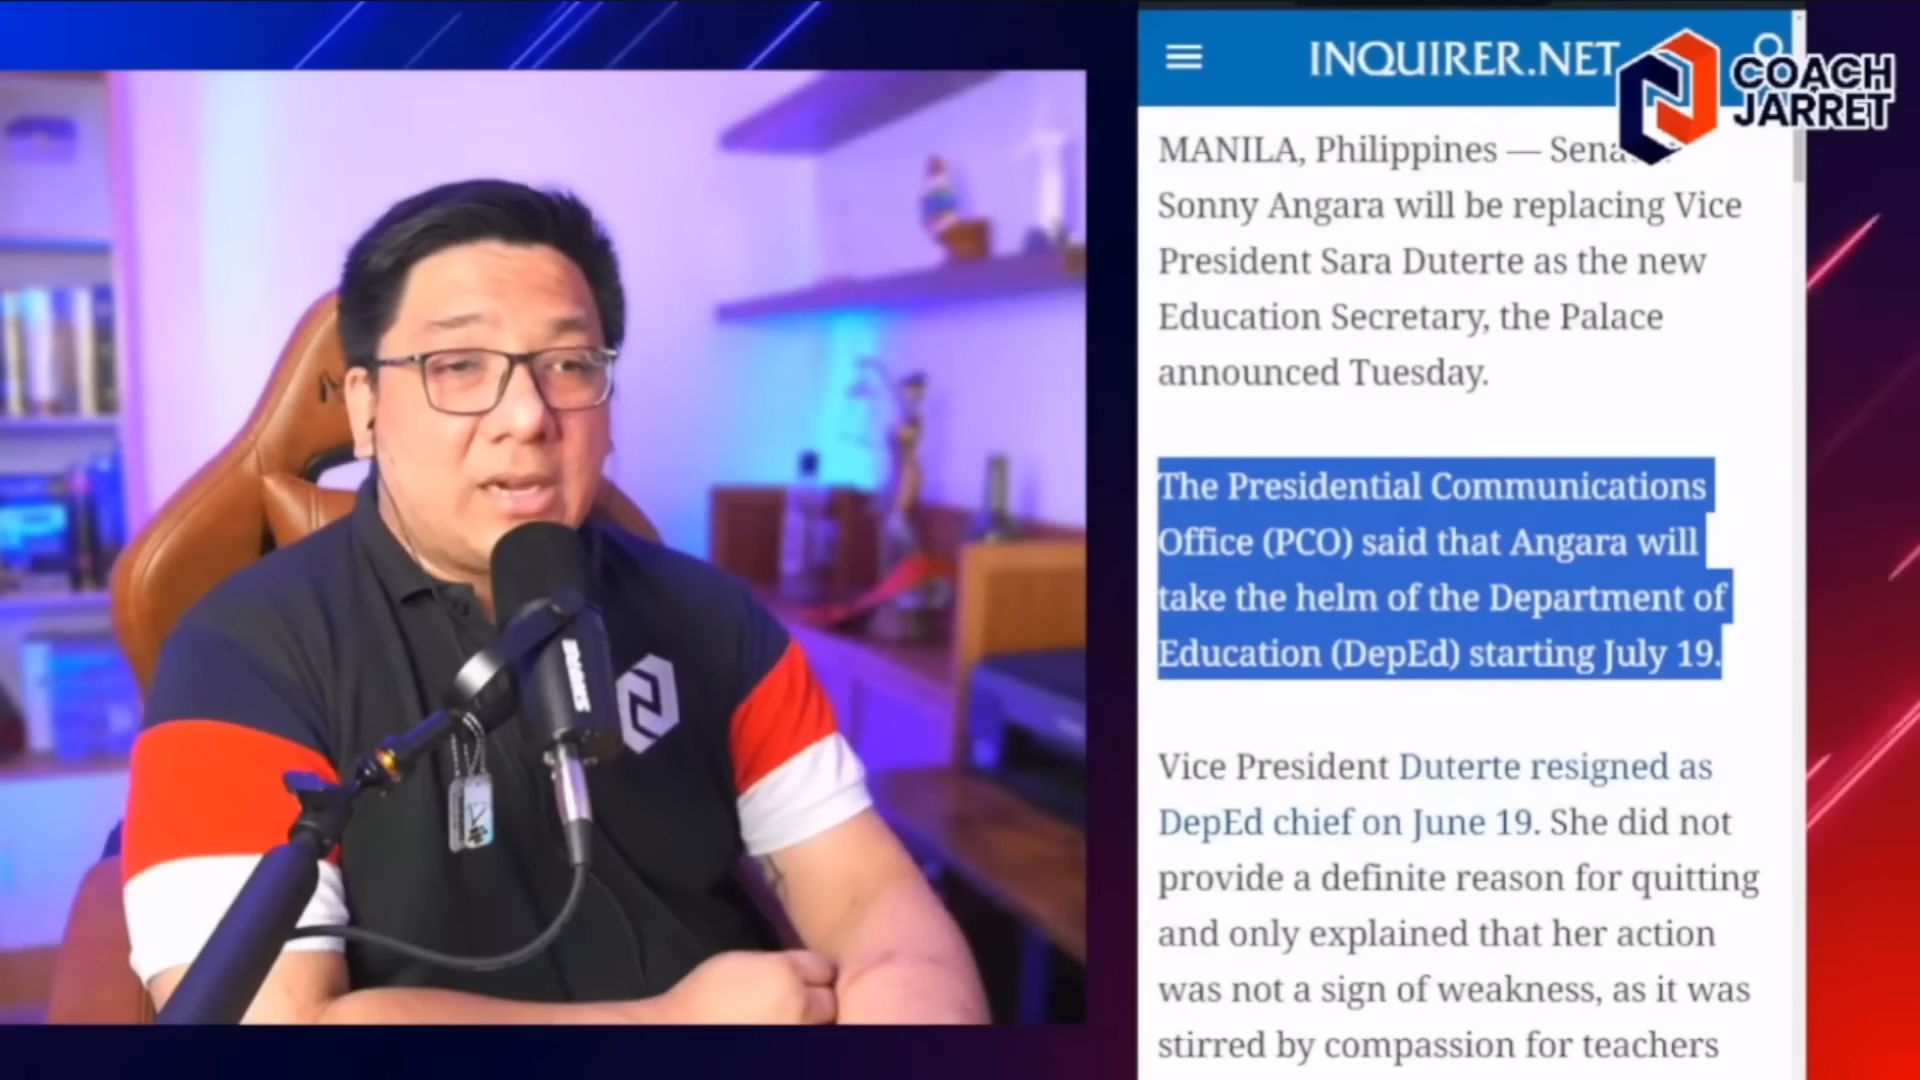 INQUIRER.NET
COACH
JARRET
MANILA, Philippines — Sena
Sonny Angara will be replacing Vice
President Sara Duterte as the new
Education Secretary, the Palace
announced Tuesday.
The Presidential Communications
Office (PCO) said that Angara will
take the helm of the Department of
Education (DepEd) starting July 19.
Vice President Duterte resigned as
DepEd chief on June 19. She did not
provide a definite reason for quitting
and only explained that her action
was not a sign of weakness, as it was
stirred by compassion for teachers